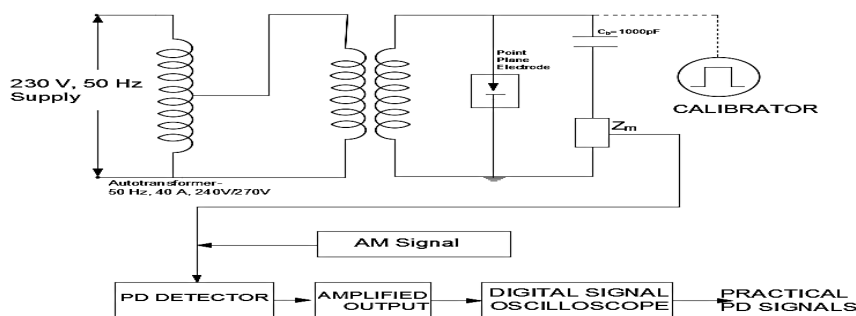 230 V, 50 Hz
Supply
Autotransformer-
50 Hz, 40 A, 240V/270V
Point
Plane
Electrode
Cb= 1000pF
CALIBRATOR
Zm
AM Signal
PD DETECTOR
AMPLIFIED
OUTPUT
DIGITAL SIGNAL
OSCILLOSCOPE
PRACTICAL
PD SIGNALS